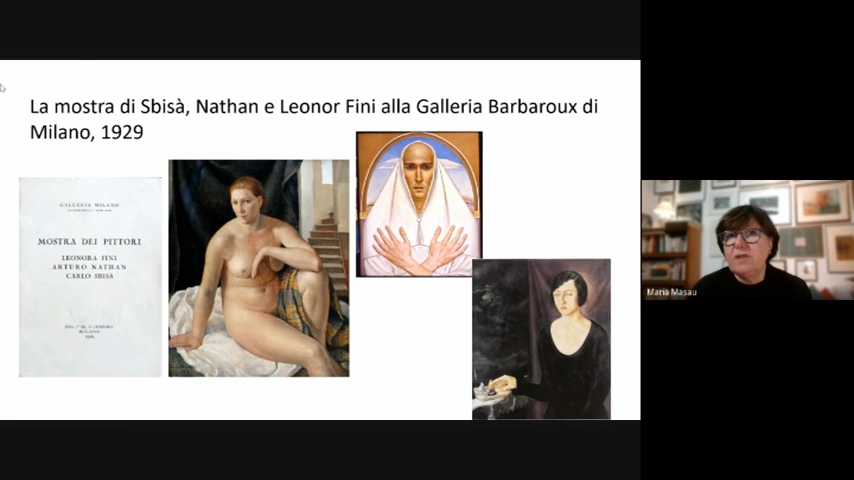 La mostra di Sbisà, Nathan e Leonor Fini alla Galleria Barbaroux di
Milano, 1929
GALLERIA MILANO
MOSTRA DEI PITTORI
LEONORA FINI
ARTURO NATHAN
CARLO SBISÀ
Maria Masau